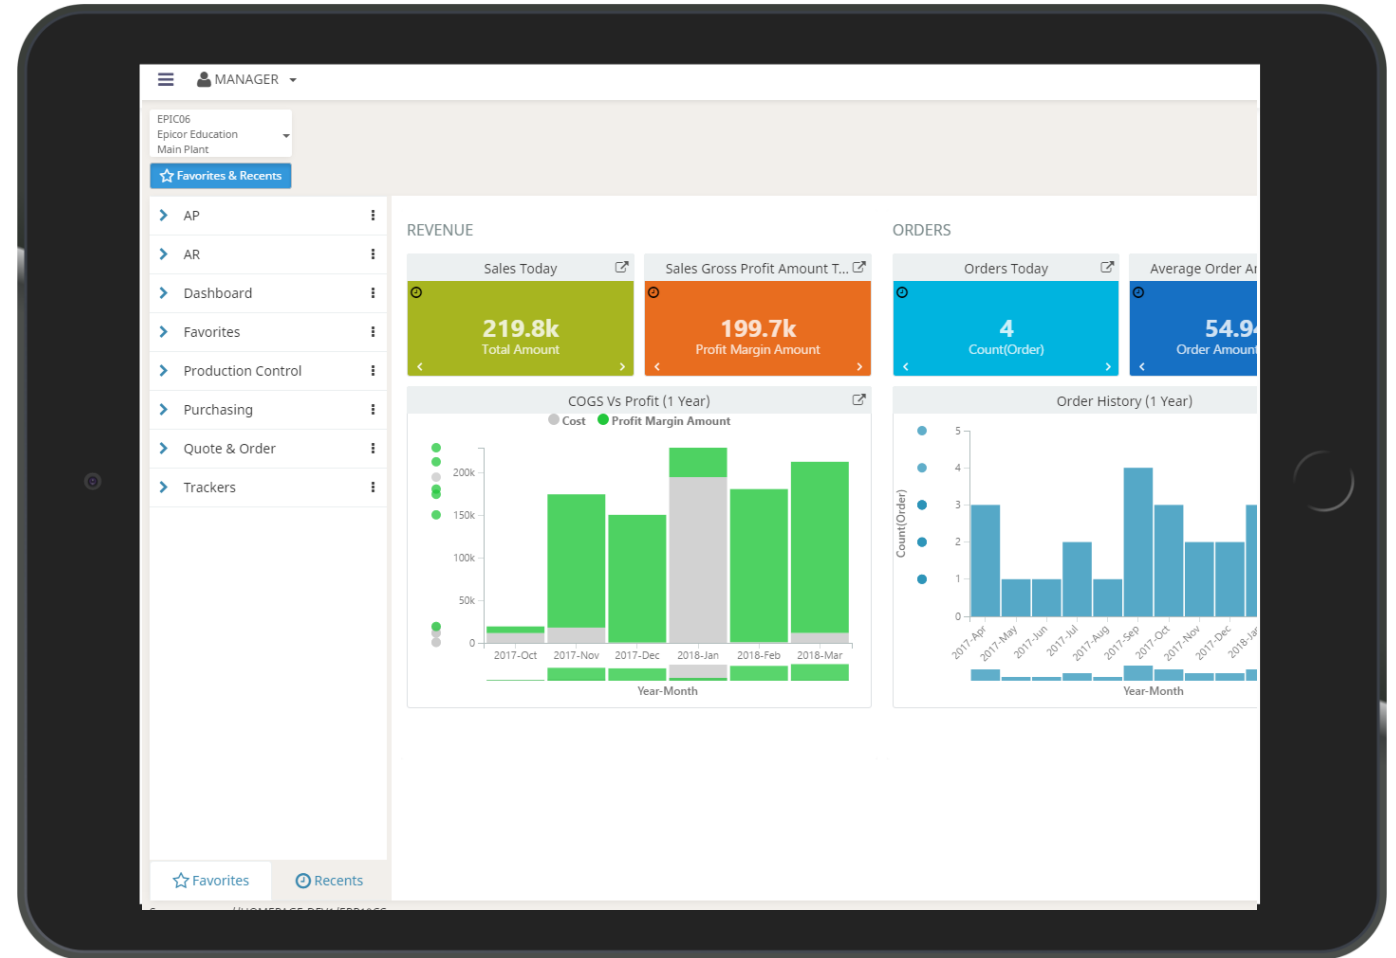 MANAGER
EPIC06
Epicor Education
Main Plant
Favorites & Recents
AP
AR
Dashboard
Favorites
Production Control
Purchasing
Quote & Order
Trackers
Favorites
Recents
REVENUE
Sales Today
219.8k
Total Amount
Sales Gross Profit Amount T...
199.7k
Profit Margin Amount
COGS Vs Profit (1 Year)
Cost
Profit Margin Amount
200k
150k
100k
50k
0
2017-Oct 2017-Nov 2017-Dec 2018-Jan 2018-Feb 2018-Mar
Year-Month
ORDERS
Orders Today
4
Count(Order)
Average Order
54.9
Order Amount
Order History (1 Year)
Count(Order)
5
4
3
2
1
0
2017-Apr 2017-May 2017-Jun 2017-Jul 2017-Aug 2017-Sep 2017-Oct 2017-Nov 2017-Dec 2018-Jan
Year-Month